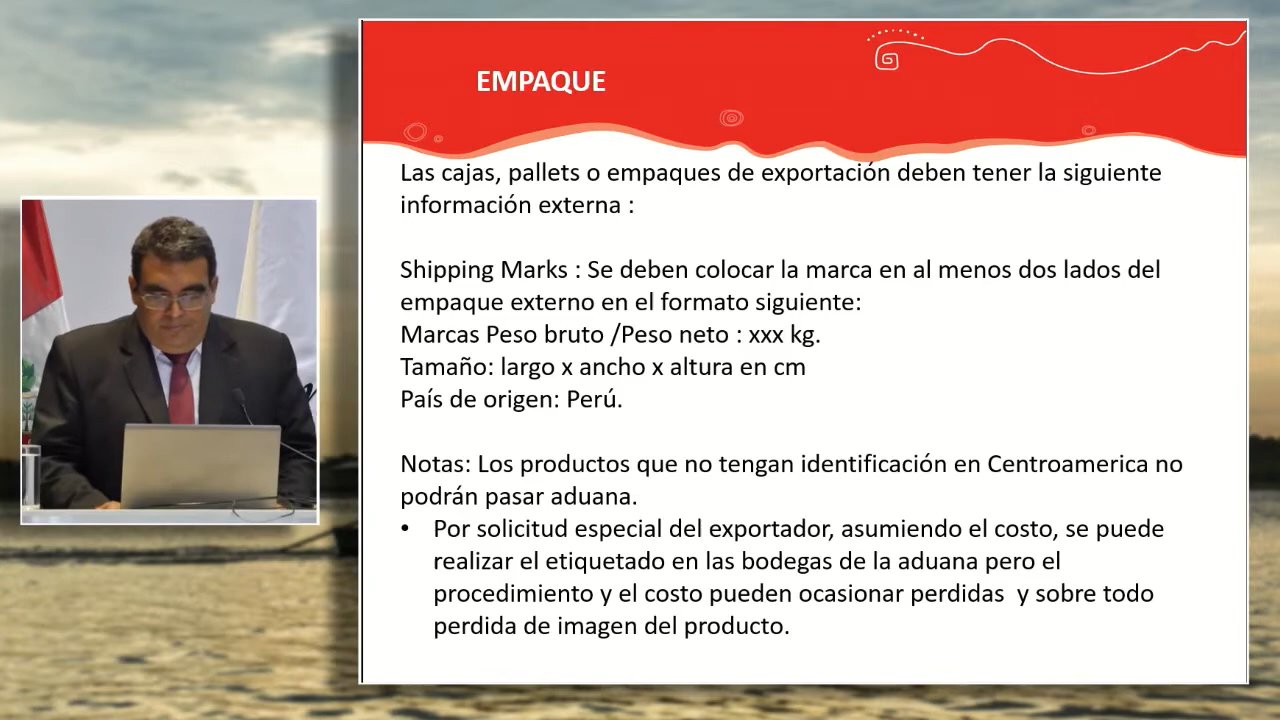 EMPAQUE
Las cajas, pallets o empaques de exportación deben tener la siguiente
información externa :
Shipping Marks : Se deben colocar la marca en al menos dos lados del
empaque externo en el formato siguiente:
Marcas Peso bruto /Peso neto : xxx kg.
Tamaño: largo x ancho x altura en cm
País de origen: Perú.
Notas: Los productos que no tengan identificación en Centroamerica no
podrán pasar aduana.
• Por solicitud especial del exportador, asumiendo el costo, se puede
realizar el etiquetado en las bodegas de la aduana pero el
procedimiento y el costo pueden ocasionar perdidas  y sobre todo
perdida de imagen del producto.